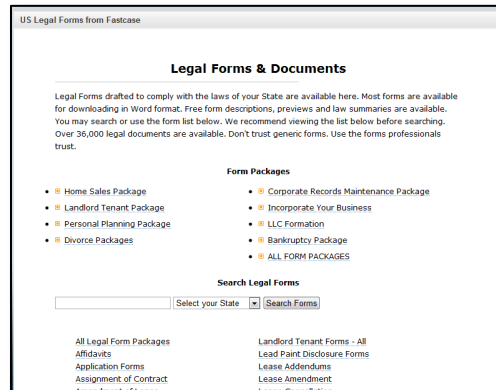 US Legal Forms from Fastcase
Legal Forms & Documents
Legal Forms drafted to comply with the laws of your State are available here. Most forms are available
for downloading in Word format. Free form descriptions, previews and law summaries are available.
You may search or use the form list below. We recommend viewing the list below before searching.
Over 36,000 legal documents are available. Don't trust generic forms. Use the forms professionals
trust.
Form Packages
Home Sales Package
Landlord Tenant Package
Personal Planning Package
Divorce Packages
Corporate Records Maintenance Package
Incorporate Your Business
LLC Formation
Bankruptcy Package
ALL FORM PACKAGES
Search Legal Forms
Select your State
Search Forms
All Legal Form Packages
Affidavits
Application Forms
Assignment of Contract
Landlord Tenant Forms - All
Lead Paint Disclosure Forms
Lease Addendums
Lease Amendment